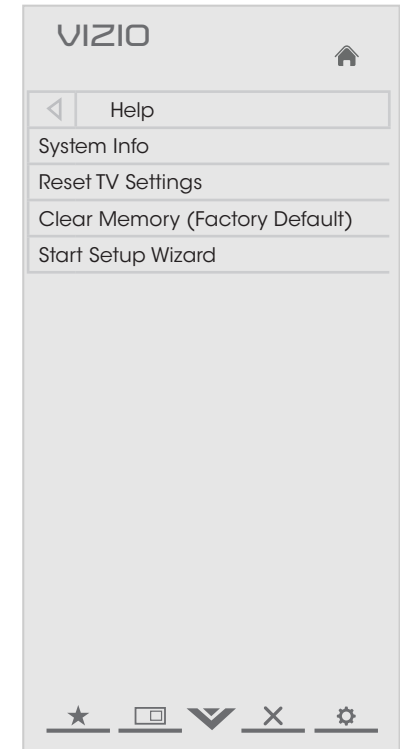 VIZIO
Help
System Info
Reset TV Settings
Clear Memory (Factory Default)
Start Setup Wizard